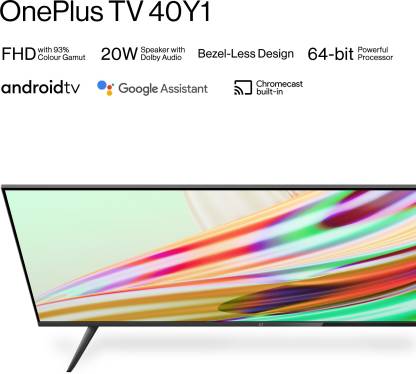 OnePlus TV 40Y1
FHD with 93% Colour Gamut
20W Speaker with Dolby Audio
Bezel-Less Design
64-bit Powerful Processor
androidtv
Google Assistant
Chromecast built-in